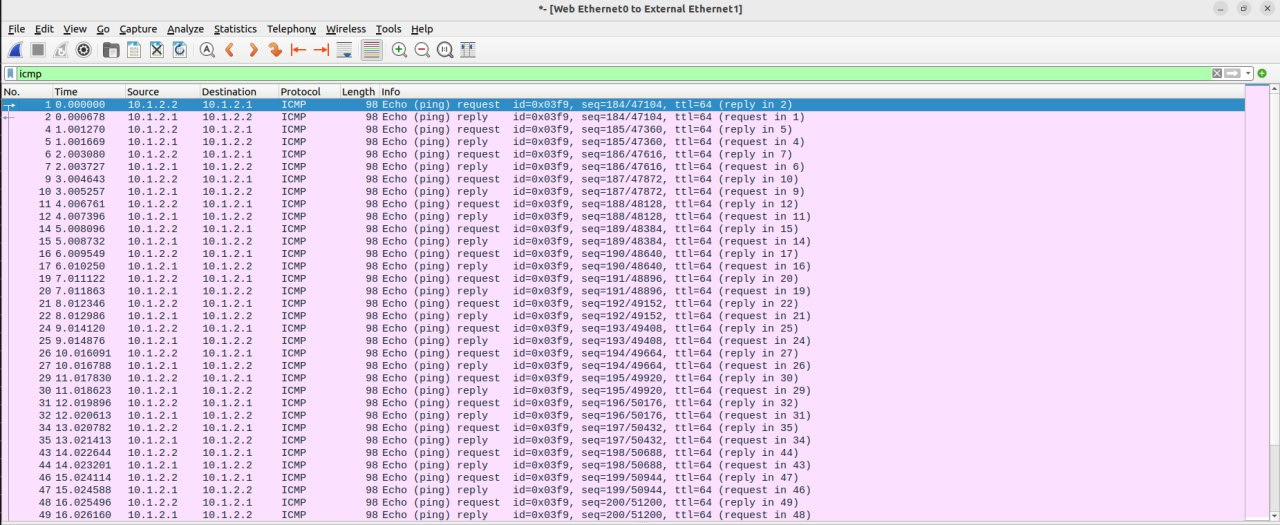 *- [Web Ethernet0 to External Ethernet1]
File Edit View Go Capture Analyze Statistics Telephony Wireless Tools Help
icmp
No. Time Source Destination Protocol Length Info
1 0.000000 10.1.2.2 10.1.2.1 ICMP 98 Echo (ping) request id=0x03f9, seq=184/47104, ttl=64 (reply in 2)
2 0.000678 10.1.2.1 10.1.2.2 ICMP 98 Echo (ping) reply id=0x03f9, seq=184/47104, ttl=64 (request in 1)
4 1.001270 10.1.2.2 10.1.2.1 ICMP 98 Echo (ping) request id=0x03f9, seq=185/47360, ttl=64 (reply in 5)
5 1.001669 10.1.2.1 10.1.2.2 ICMP 98 Echo (ping) reply id=0x03f9, seq=185/47360, ttl=64 (request in 4)
6 2.003080 10.1.2.2 10.1.2.1 ICMP 98 Echo (ping) request id=0x03f9, seq=186/47616, ttl=64 (reply in 7)
7 2.003727 10.1.2.1 10.1.2.2 ICMP 98 Echo (ping) reply id=0x03f9, seq=186/47616, ttl=64 (request in 6)
9 3.004643 10.1.2.2 10.1.2.1 ICMP 98 Echo (ping) request id=0x03f9, seq=187/47872, ttl=64 (reply in 10)
10 3.005257 10.1.2.1 10.1.2.2 ICMP 98 Echo (ping) reply id=0x03f9, seq=187/47872, ttl=64 (request in 9)
11 4.006761 10.1.2.2 10.1.2.1 ICMP 98 Echo (ping) request id=0x03f9, seq=188/48128, ttl=64 (reply in 12)
12 4.007396 10.1.2.1 10.1.2.2 ICMP 98 Echo (ping) reply id=0x03f9, seq=188/48128, ttl=64 (request in 11)
14 5.008096 10.1.2.2 10.1.2.1 ICMP 98 Echo (ping) request id=0x03f9, seq=189/48384, ttl=64 (reply in 15)
15 5.008732 10.1.2.1 10.1.2.2 ICMP 98 Echo (ping) reply id=0x03f9, seq=189/48384, ttl=64 (request in 14)
16 6.009549 10.1.2.2 10.1.2.1 ICMP 98 Echo (ping) request id=0x03f9, seq=190/48640, ttl=64 (reply in 17)
17 6.010250 10.1.2.1 10.1.2.2 ICMP 98 Echo (ping) reply id=0x03f9, seq=190/48640, ttl=64 (request in 16)
19 7.011122 10.1.2.2 10.1.2.1 ICMP 98 Echo (ping) request id=0x03f9, seq=191/48896, ttl=64 (reply in 20)
20 7.011863 10.1.2.1 10.1.2.2 ICMP 98 Echo (ping) reply id=0x03f9, seq=191/48896, ttl=64 (request in 19)
21 8.012346 10.1.2.2 10.1.2.1 ICMP 98 Echo (ping) request id=0x03f9, seq=192/49152, ttl=64 (reply in 22)
22 8.012986 10.1.2.1 10.1.2.2 ICMP 98 Echo (ping) reply id=0x03f9, seq=192/49152, ttl=64 (request in 21)
24 9.014120 10.1.2.2 10.1.2.1 ICMP 98 Echo (ping) request id=0x03f9, seq=193/49408, ttl=64 (reply in 25)
25 9.014876 10.1.2.1 10.1.2.2 ICMP 98 Echo (ping) reply id=0x03f9, seq=193/49408, ttl=64 (request in 24)
26 10.016091 10.1.2.2 10.1.2.1 ICMP 98 Echo (ping) request id=0x03f9, seq=194/49664, ttl=64 (reply in 27)
27 10.016788 10.1.2.1 10.1.2.2 ICMP 98 Echo (ping) reply id=0x03f9, seq=194/49664, ttl=64 (request in 26)
29 11.017830 10.1.2.2 10.1.2.1 ICMP 98 Echo (ping) request id=0x03f9, seq=195/49920, ttl=64 (reply in 30)
30 11.018623 10.1.2.1 10.1.2.2 ICMP 98 Echo (ping) reply id=0x03f9, seq=195/49920, ttl=64 (request in 29)
31 12.019896 10.1.2.2 10.1.2.1 ICMP 98 Echo (ping) request id=0x03f9, seq=196/50176, ttl=64 (reply in 32)
32 12.020613 10.1.2.1 10.1.2.2 ICMP 98 Echo (ping) reply id=0x03f9, seq=196/50176, ttl=64 (request in 31)
34 13.020782 10.1.2.2 10.1.2.1 ICMP 98 Echo (ping) request id=0x03f9, seq=197/50432, ttl=64 (reply in 35)
35 13.021413 10.1.2.1 10.1.2.2 ICMP 98 Echo (ping) reply id=0x03f9, seq=197/50432, ttl=64 (request in 34)
43 14.022644 10.1.2.2 10.1.2.1 ICMP 98 Echo (ping) request id=0x03f9, seq=198/50688, ttl=64 (reply in 44)
44 14.023201 10.1.2.1 10.1.2.2 ICMP 98 Echo (ping) reply id=0x03f9, seq=198/50688, ttl=64 (request in 43)
46 15.024114 10.1.2.2 10.1.2.1 ICMP 98 Echo (ping) request id=0x03f9, seq=199/50944, ttl=64 (reply in 47)
47 15.024588 10.1.2.1 10.1.2.2 ICMP 98 Echo (ping) reply id=0x03f9, seq=199/50944, ttl=64 (request in 46)
48 16.025496 10.1.2.2 10.1.2.1 ICMP 98 Echo (ping) request id=0x03f9, seq=200/51200, ttl=64 (reply in 49)
49 16.026160 10.1.2.1 10.1.2.2 ICMP 98 Echo (ping) reply id=0x03f9, seq=200/51200, ttl=64 (request in 48)